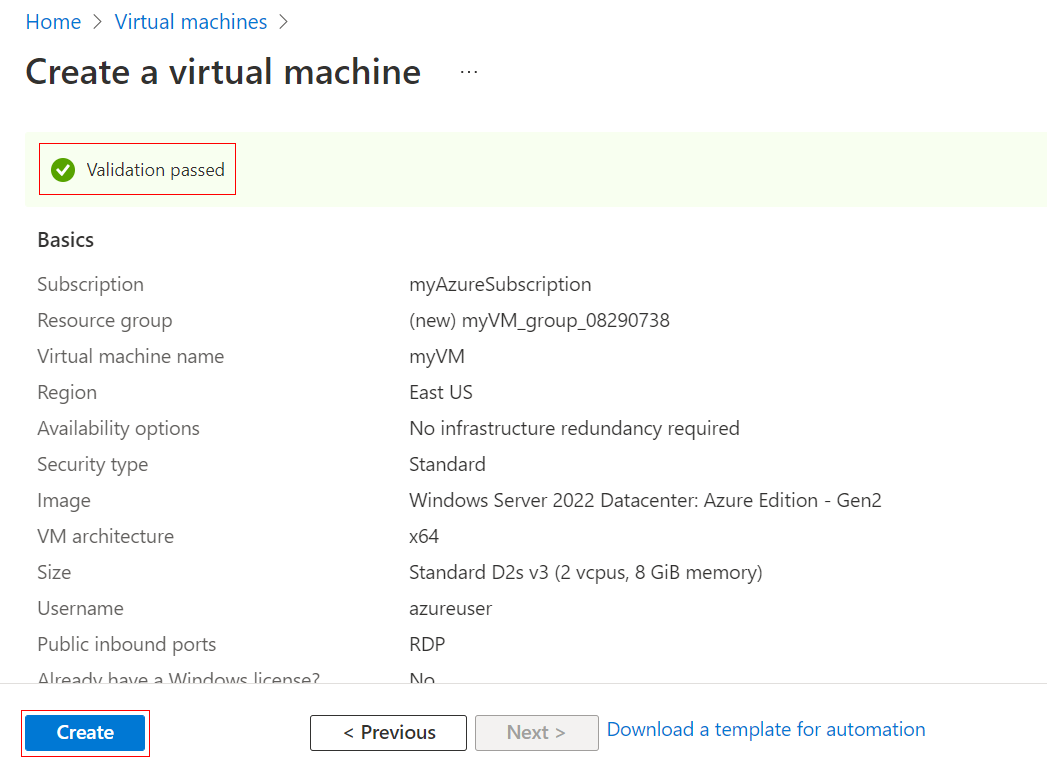 Home > Virtual machines >
Create a virtual machine ...
Validation passed
Basics
Subscription myAzureSubscription
Resource group (new) myVM_group_08290738
Virtual machine name myVM
Region East US
Availability options No infrastructure redundancy required
Security type Standard
Image Windows Server 2022 Datacenter: Azure Edition - Gen2
VM architecture x64
Size Standard D2s v3 (2 vcpus, 8 GiB memory)
Username azureuser
Public inbound ports RDP
Already have a Windows license? No
Create < Previous Next > Download a template for automation